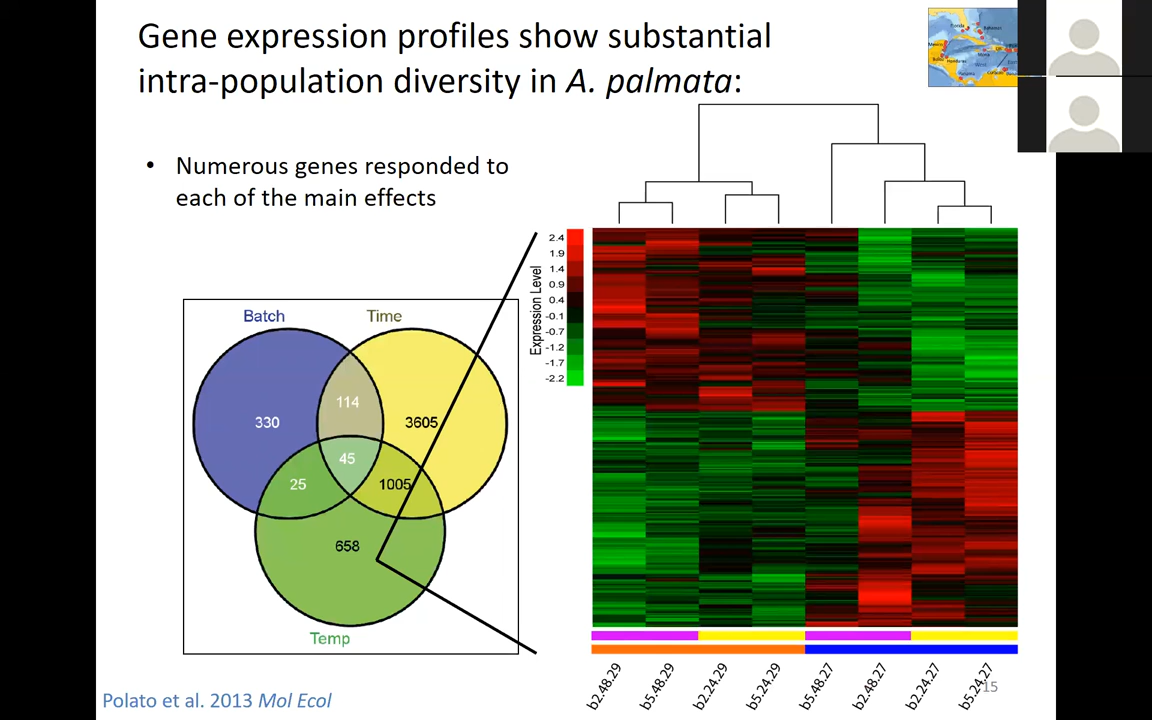 Gene expression profiles show substantial
intra-population diversity in A. palmata:
• Numerous genes responded to
each of the main effects
Batch
Time
330
114
3605
45
25
1005
658
Temp
Expression Level
2.4
1.9
1.4
0.9
0.4
-0.1
-0.7
-1.2
-1.7
-2.2
b2.48.29
b5.48.29
b2.24.29
b5.24.29
b5.48.27
b2.48.27
b2.24.27
b5.24.27
15
Polato et al. 2013 Mol Ecol